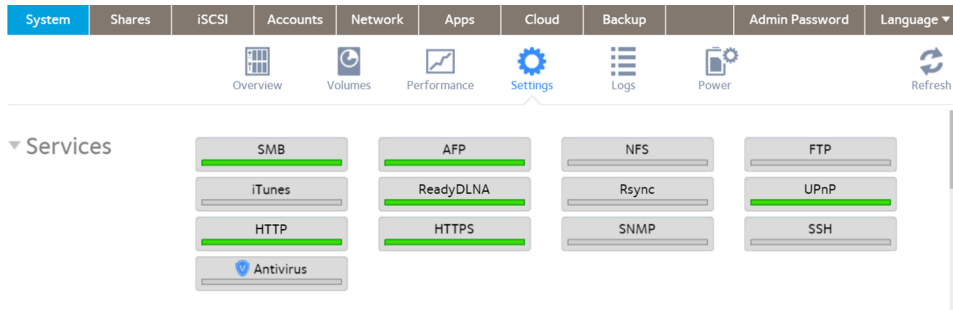 System Shares iSCSI Accounts Network Apps Cloud Backup Admin Password Language
Overview Volumes Performance Settings Logs Power Refresh
Services
SMB AFP NFS FTP
iTunes ReadyDLNA Rsync UPnP
HTTP HTTPS SNMP SSH
V Antivirus